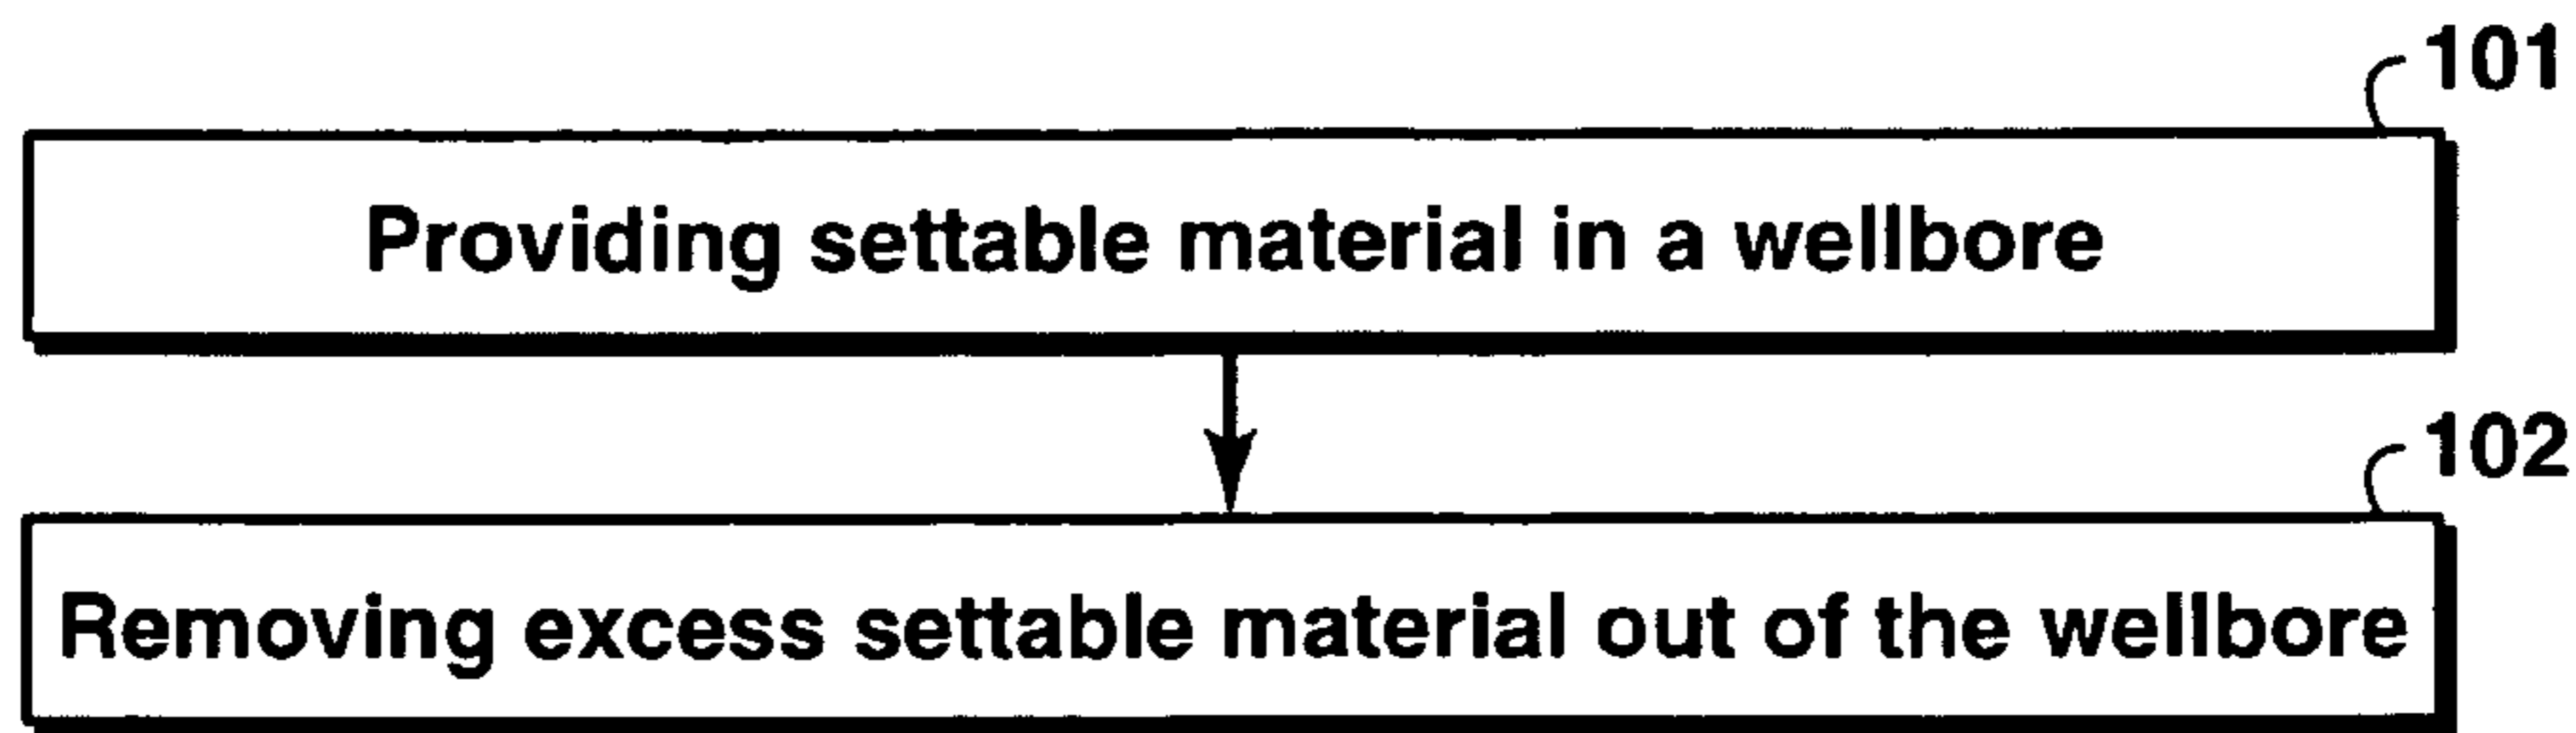 101
Providing settable material in a wellbore
102
Removing excess settable material out of the wellbore